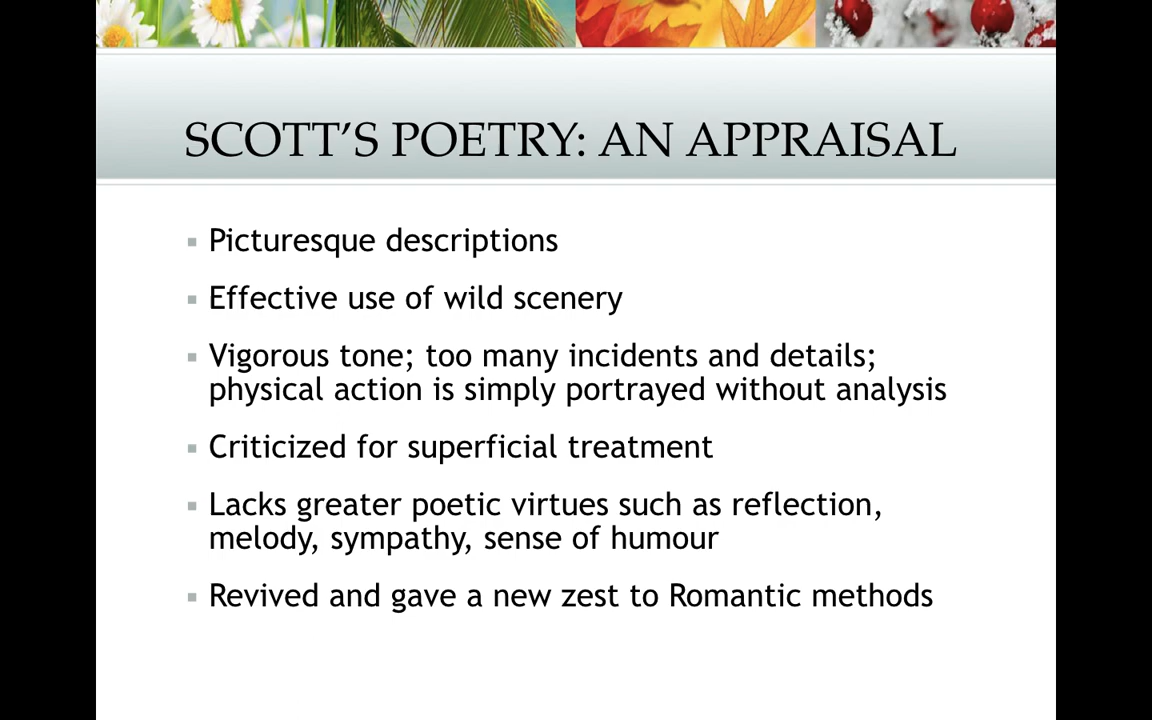 SCOTT’S POETRY: AN APPRAISAL
▪ Picturesque descriptions
▪ Effective use of wild scenery
▪ Vigorous tone; too many incidents and details;
physical action is simply portrayed without analysis
▪ Criticized for superficial treatment
▪ Lacks greater poetic virtues such as reflection,
melody, sympathy, sense of humour
▪ Revived and gave a new zest to Romantic methods